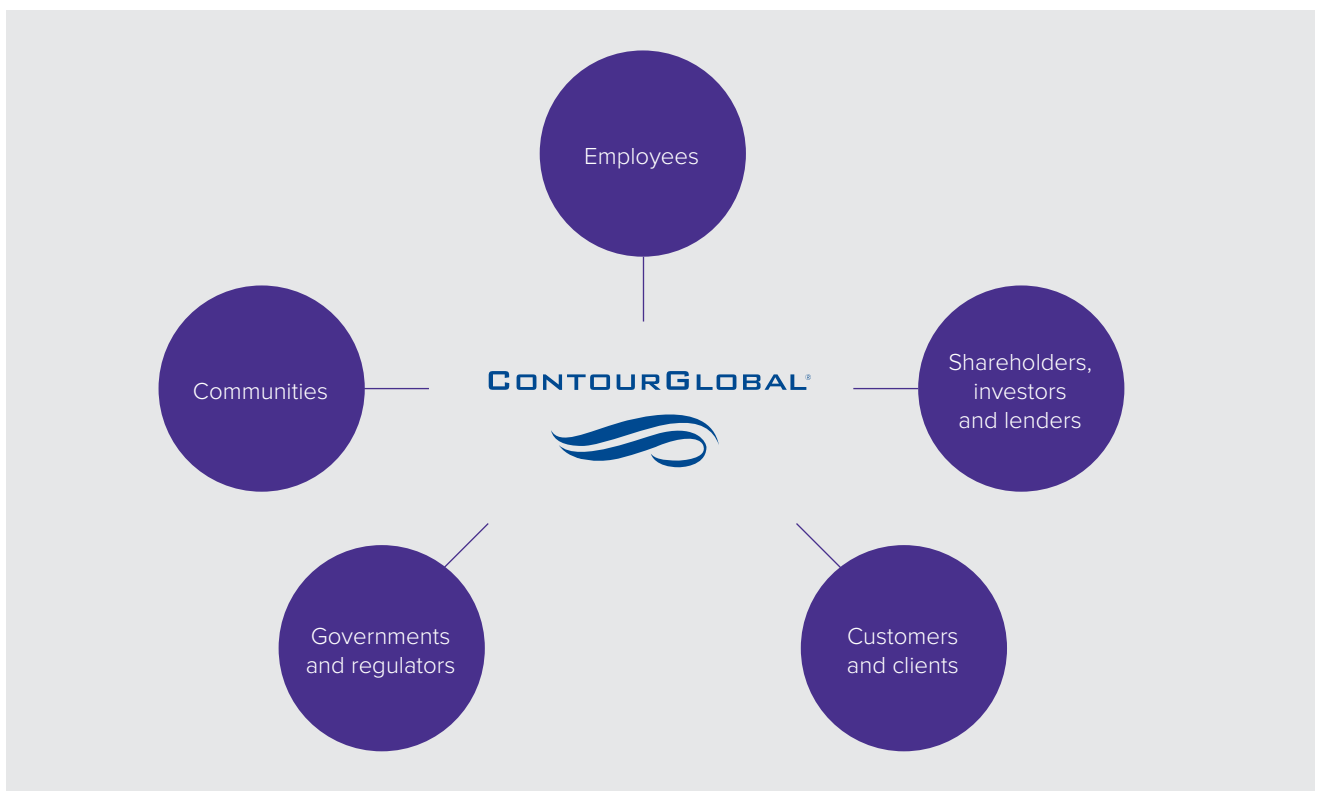 Employees
Communities
CONTOURGLOBAL®
Shareholders,
investors
and lenders
Governments
and regulators
Customers
and clients